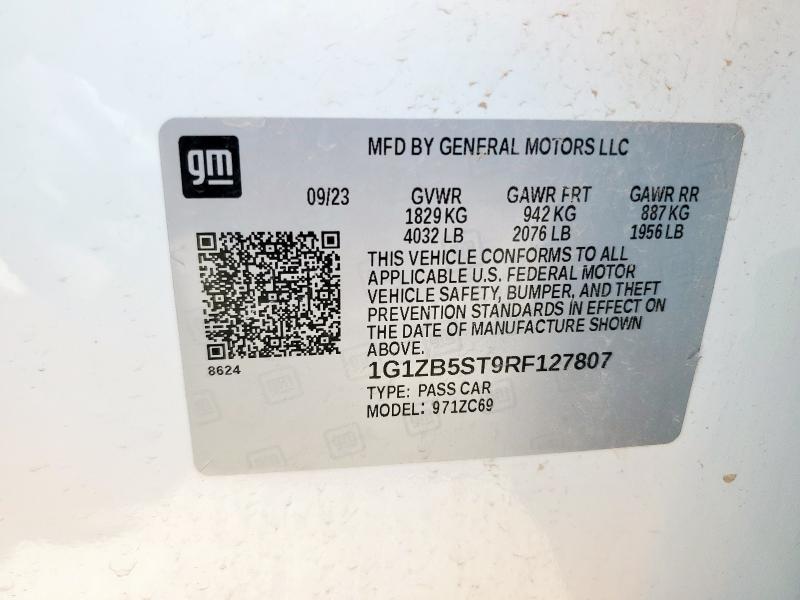 gm
MFD BY GENERAL MOTORS LLC
09/23 GVWR GAWR FRT GAWR RR
1829 KG 942 KG 887 KG
4032 LB 2076 LB 1956 LB
THIS VEHICLE CONFORMS TO ALL
APPLICABLE U.S. FEDERAL MOTOR
VEHICLE SAFETY, BUMPER, AND THEFT
PREVENTION STANDARDS IN EFFECT ON
THE DATE OF MANUFACTURE SHOWN
ABOVE.
8624
1G1ZB5ST9RF127807
TYPE: PASS CAR
MODEL: 971ZC69